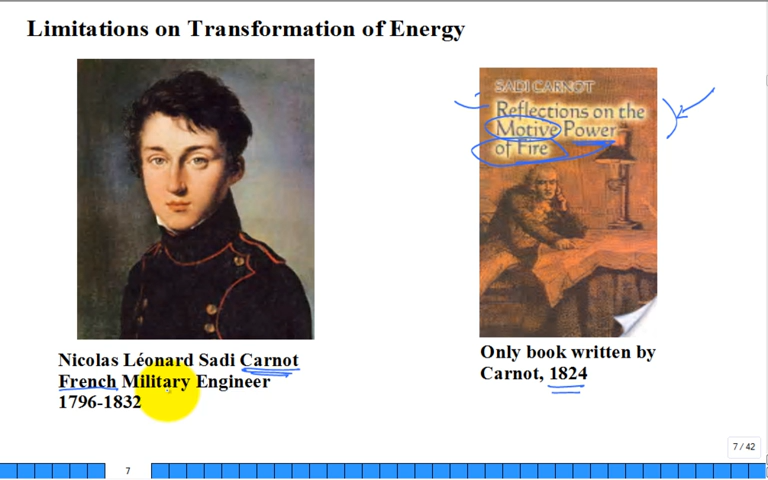 Limitations on Transformation of Energy
SADI CARNOT
Reflections on the
Motive Power
of Fire
Nicolas Léonard Sadi Carnot
French Military Engineer
1796-1832
Only book written by
Carnot, 1824
7 / 42
7